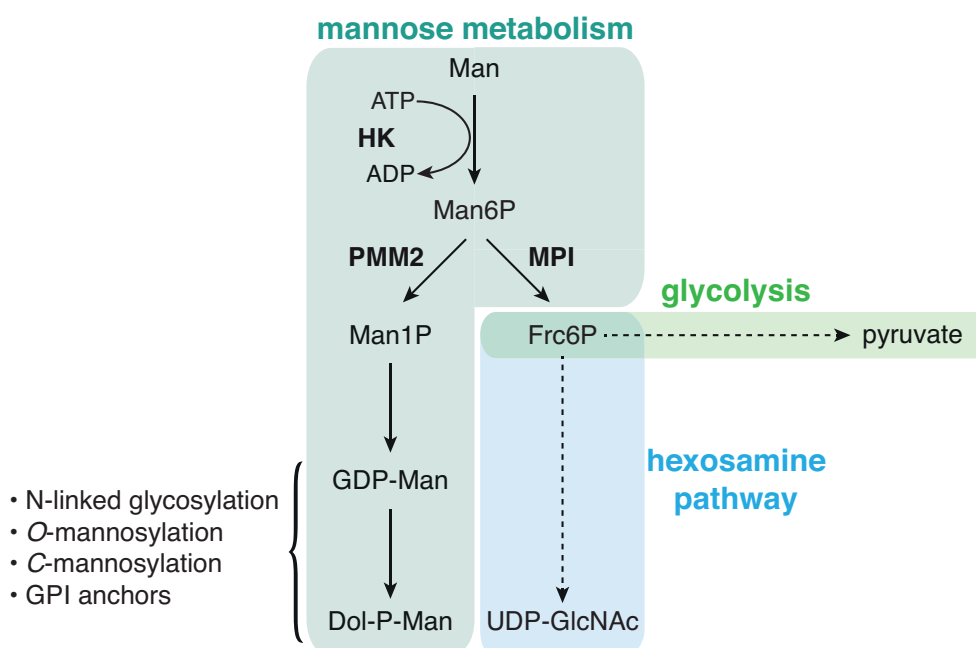 mannose metabolism
Man
ATP
HK
ADP
Man6P
PMM2
MPI
glycolysis
Man1P
Frc6P
pyruvate
hexosamine
pathway
GDP-Man
• N-linked glycosylation
• O-mannosylation
• C-mannosylation
• GPI anchors
Dol-P-Man
UDP-GlcNAc